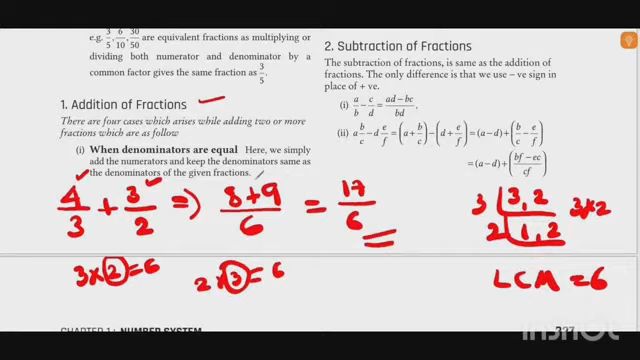 e.g. 3/5, 6/10, 30/50 are equivalent fractions as multiplying or
dividing both numerator and denominator by a
common factor gives the same fraction as 3/5.
1. Addition of Fractions
There are four cases which arises while adding two or more
fractions which are as follow
(i) When denominators are equal Here, we simply
add the numerators and keep the denominators same as
the denominators of the given fractions.
4/3 + 3/2 => 8+9/6 = 17/6
3 × 2 = 6
2 × 3 = 6
CHAPTER 1: NUMBER SYSTEM
2. Subtraction of Fractions
The subtraction of fractions, is same as the addition of
fractions. The only difference is that we use −ve sign in
place of +ve.
(i) a/b − c/d = ad − bc/bd
(ii) a b/c − d e/f = (a + b/c) − (d + e/f) = (a − d) + (b/c − e/f)
= (a − d) + (bf − ec/cf)
3 | 3, 2
2 | 1, 2
3 × 2
LCM = 6
InShot